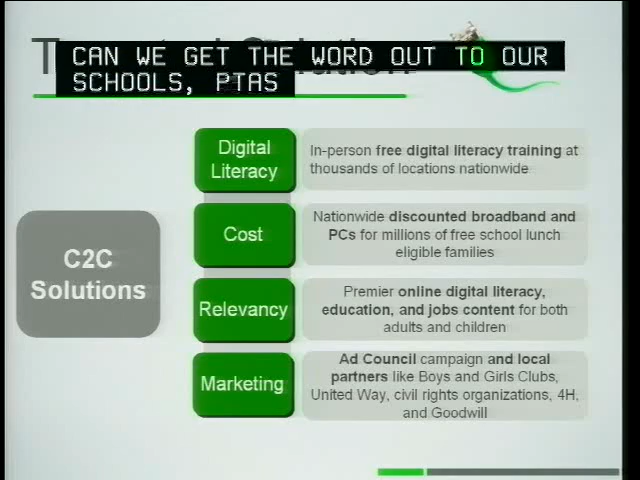 CAN WE GET THE WORD OUT TO OUR
SCHOOLS, PTAS
Digital
Literacy
In-person free digital literacy training at
thousands of locations nationwide
C2C
Solutions
Cost
Nationwide discounted broadband and
PCs for millions of free school lunch
eligible families
Relevancy
Premier online digital literacy,
education, and jobs content for both
adults and children
Marketing
Ad Council campaign and local
partners like Boys and Girls Clubs,
United Way, civil rights organizations, 4H,
and Goodwill